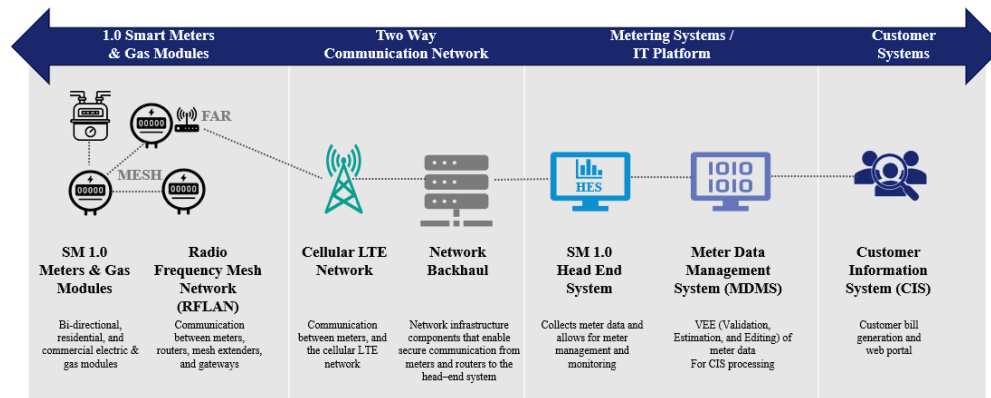 1.0 Smart Meters
& Gas Modules
Two Way
Communication Network
Metering Systems /
IT Platform
Customer
Systems
FAR
00000
MESH
00000
00000
HES
1010
1010
SM 1.0
Meters & Gas
Modules
Bi-directional,
residential, and
commercial electric &
gas modules
Radio
Frequency Mesh
Network
(RFLAN)
Communication
between meters,
routers, mesh extenders,
and gateways
Cellular LTE
Network
Communication
between meters, and
the cellular LTE
network
Network
Backhaul
Network infrastructure
components that enable
secure communication from
meters and routers to the
head–end system
SM 1.0
Head End
System
Collects meter data and
allows for meter
management and
monitoring
Meter Data
Management
System (MDMS)
VEE (Validation,
Estimation, and Editing) of
meter data
For CIS processing
Customer
Information
System (CIS)
Customer bill
generation and
web portal